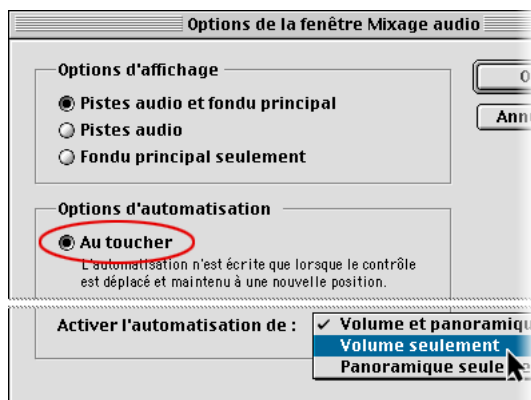 Options de la fenêtre Mixage audio
Options d'affichage
Pistes audio et fondu principal
Pistes audio
Fondu principal seulement
Options d'automatisation
Au toucher
L'automatisation n'est écrite que lorsque le contrôle
est déplacé et maintenu à une nouvelle position.
Activer l'automatisation de :
Volume et panoramiqu
Volume seulement
Panoramique seule